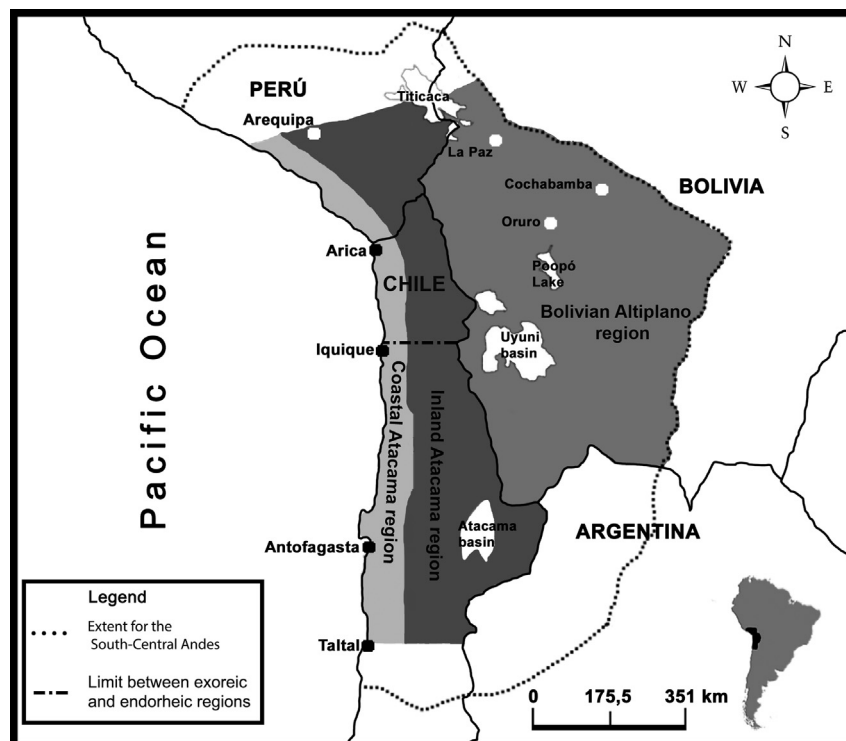 N
W E
S
PERÚ
Titicaca
Arequipa
La Paz
Cochabamba
BOLIVIA
Oruro
Arica
Poopó
Lake
CHILE
Bolivian Altiplano
region
Uyuni
basin
Iquique
Pacific Ocean
Coastal Atacama region
Inland Atacama region
Atacama
basin
ARGENTINA
Antofagasta
Taltal
Legend
Extent for the
South-Central Andes
Limit between exoreic
and endorheic regions
0 175,5 351 km